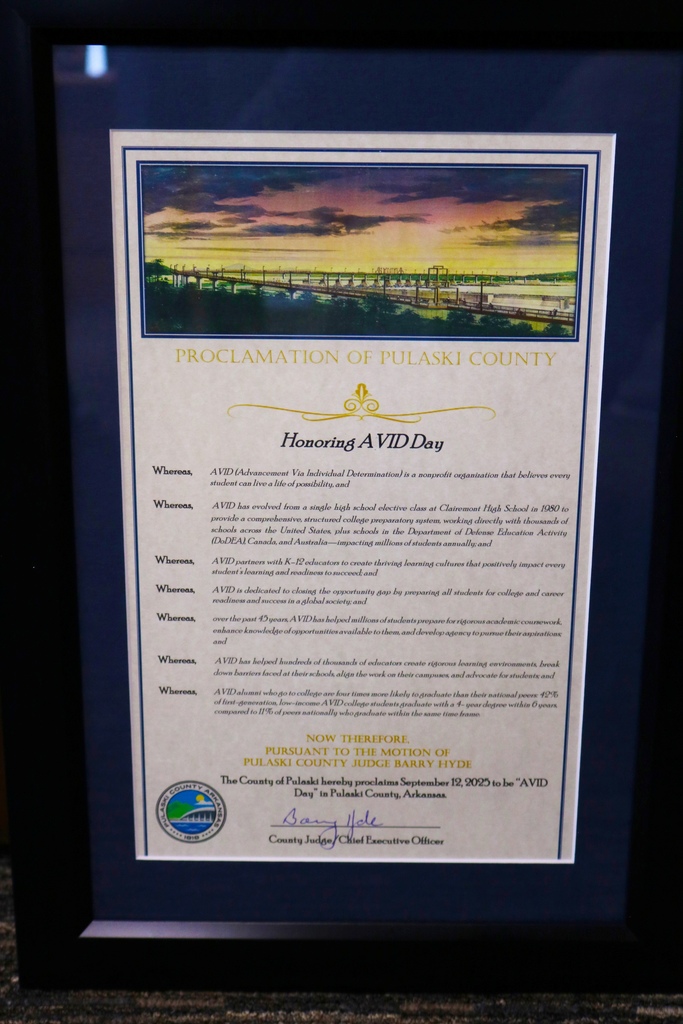 PROCLAMATION OF PULASKI COUNTY
Honoring AVID Day
Whereas, AVID (Advancement Via Individual Determination) is a nonprofit organization that believes every
student can live a life of possibility, and
Whereas, AVID has evolved from a single high school elective class at Clairemont High School in 1980 to
provide a comprehensive, structured college preparatory system, working directly with thousands of
schools across the United States, plus schools in the Department of Defense Education Activity
(DoDEA), Canada, and Australia—impacting millions of students annually; and
Whereas, AVID partners with K-12 educators to create thriving learning cultures that positively impact every
student's learning and readiness to succeed; and
Whereas, AVID is dedicated to closing the opportunity gap by preparing all students for college and career
readiness and success in a global society; and
Whereas, over the past 45 years, AVID has helped millions of students prepare for rigorous academic coursework,
enhance knowledge of opportunities available to them, and develop agency to pursue their aspirations;
and
Whereas, AVID has helped hundreds of thousands of educators create rigorous learning environments, break
down barriers faced at their schools, align the work on their campuses, and advocate for students; and
Whereas, AVID alumni who go to college are four times more likely to graduate than their national peers: 42%
of first-generation, low-income AVID college students graduate with a 4-year degree within 6 years,
compared to 11% of peers nationally who graduate within the same time frame.
NOW THEREFORE,
PURSUANT TO THE MOTION OF
PULASKI COUNTY JUDGE BARRY HYDE
The County of Pulaski hereby proclaims September 12, 2025 to be "AVID
Day" in Pulaski County, Arkansas.
PULASKI COUNTY ARKANSAS
1818
Barry Hyde
County Judge/Chief Executive Officer